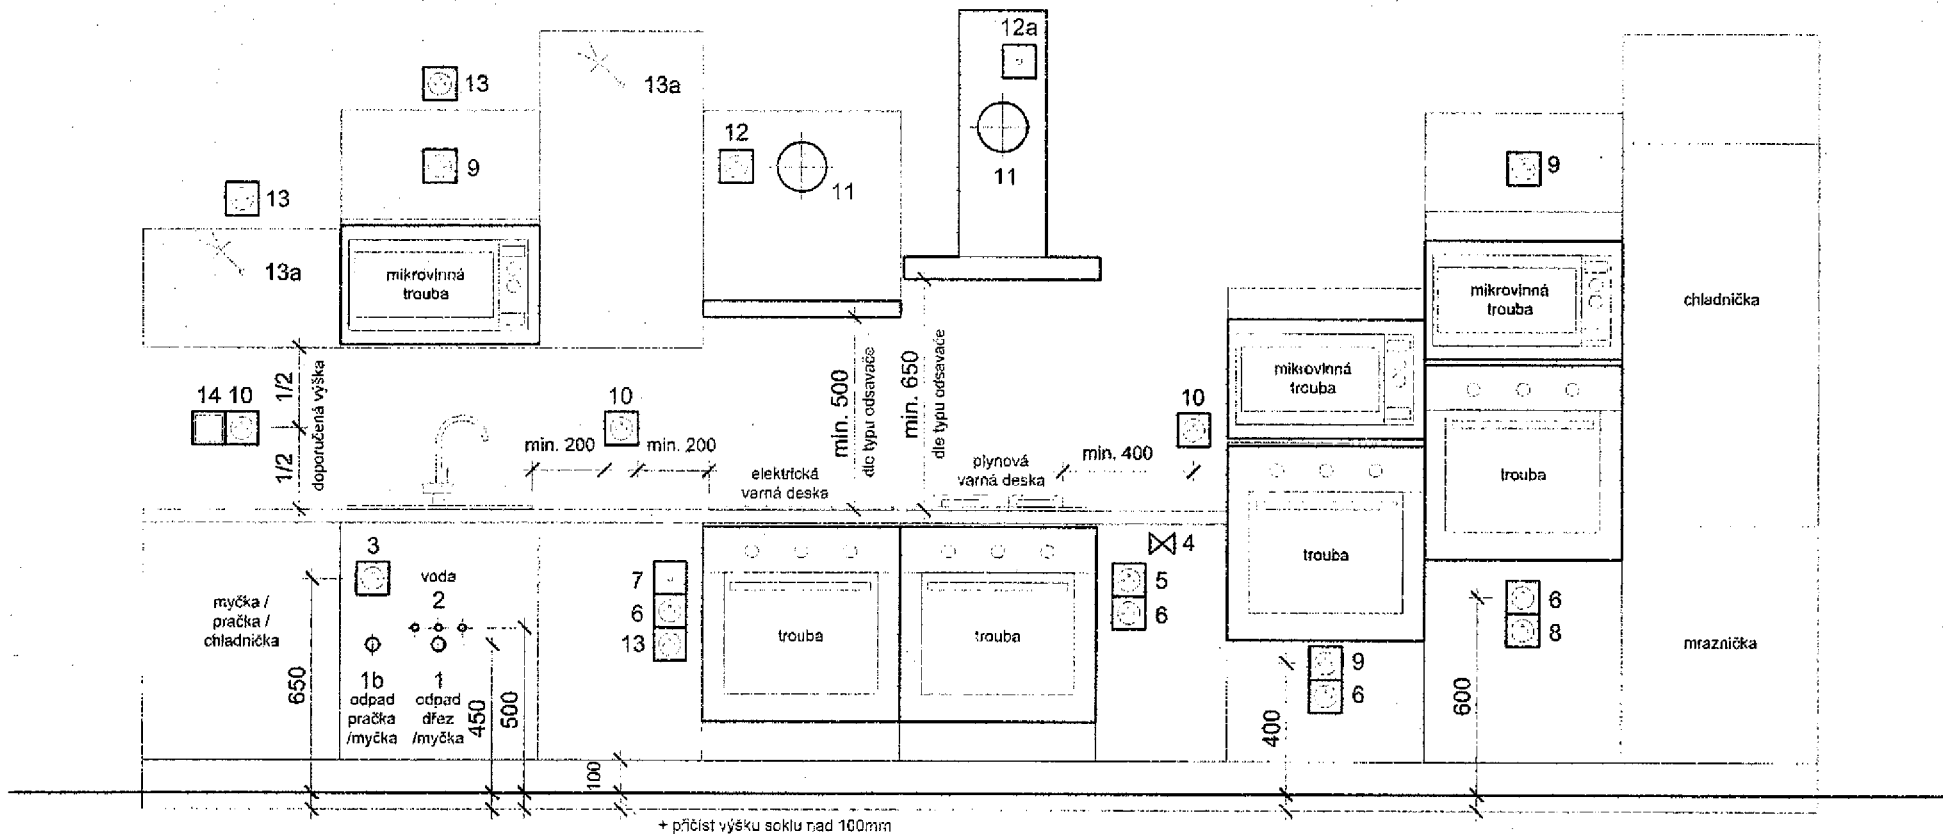 12a
13
13a
12
9
11
11
9
13
13a
mikrovlnná
trouba
mikrovlnná
trouba
chladnička
mikrovlnná
trouba
1/2
1/2
doporučená výška
14 10
10
min. 200
min. 200
min. 500
dle typu odsavače
min. 650
dle typu odsavače
10
min. 400
elektrická
varná deska
plynová
varná deska
trouba
trouba
3
voda
2
7
6
13
trouba
trouba
4
5
6
myčka /
pračka /
chladnička
650
1b
odpad
pračka
/myčka
1
odpad
dřez
/myčka
450
500
100
9
6
400
6
8
600
mraznička
+ přičíst výšku soklu nad 100mm